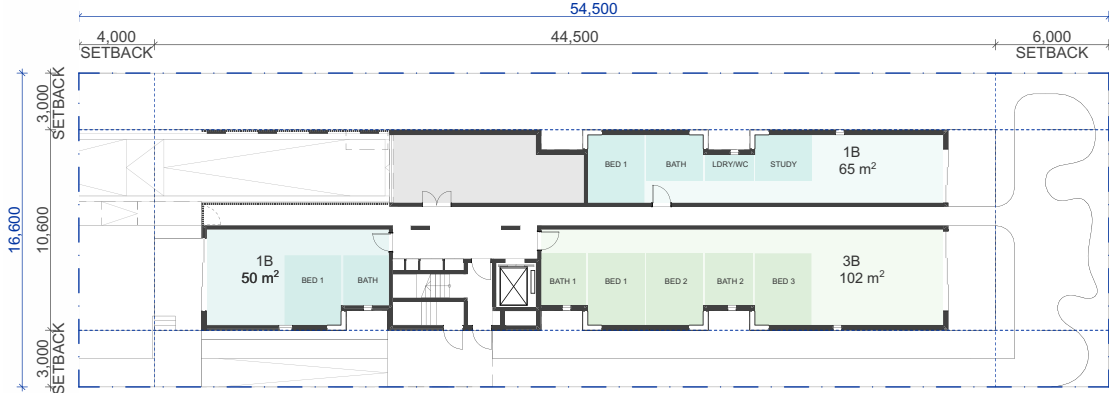 54,500
4,000
SETBACK
44,500
6,000
SETBACK
16,600
3,000
SETBACK
10,600
3,000
SETBACK
BED 1
BATH
LDRY/WC
STUDY
1B
65 m²
1B
50 m²
BED 1
BATH
BATH 1
BED 1
BED 2
BATH 2
BED 3
3B
102 m²